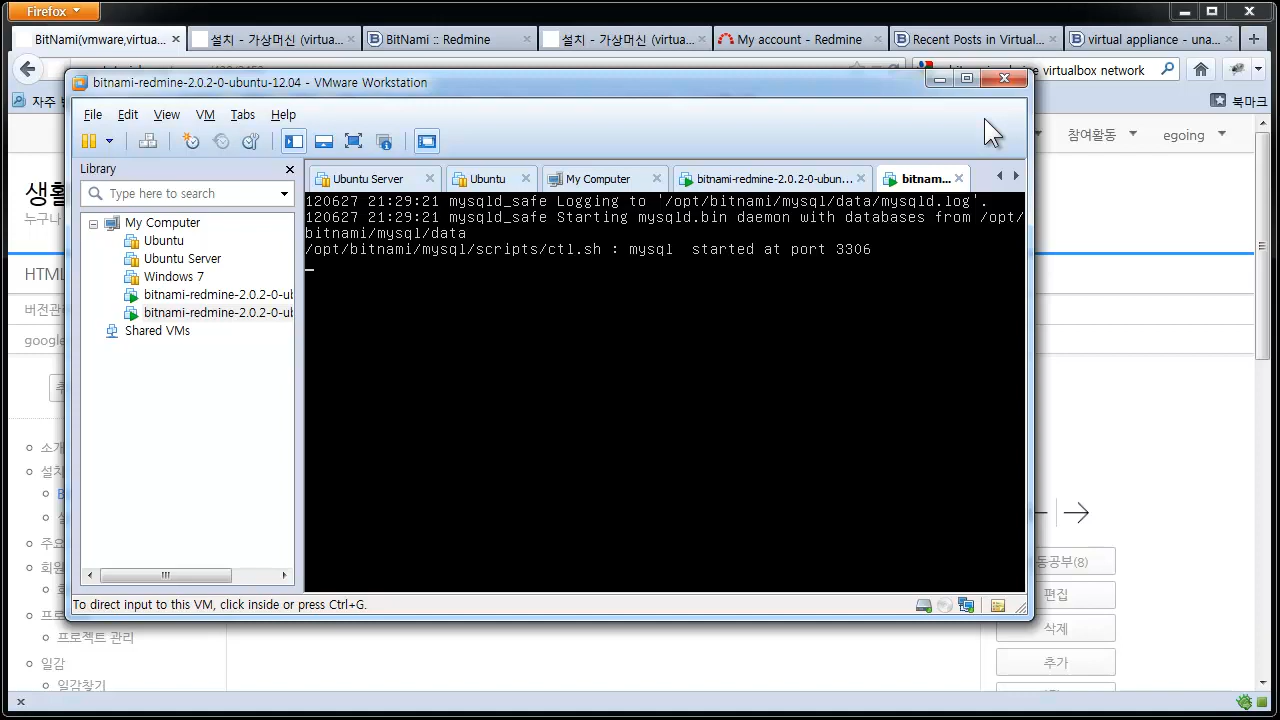 Firefox
BitNami(vmware,virtua...
설치 - 가상머신 (virtua...
BitNami :: Redmine
설치 - 가상머신 (virtua...
My account - Redmine
Recent Posts in Virtual...
virtual appliance - una...
virtualbox network
자주
북마크
bitnami-redmine-2.0.2-0-ubuntu-12.04 - VMware Workstation
File Edit View VM Tabs Help
참여활동
egoing
생활
누구나
HTML
버전관리
google
Library
Type here to search
My Computer
Ubuntu
Ubuntu Server
Windows 7
bitnami-redmine-2.0.2-0-ul
bitnami-redmine-2.0.2-0-ul
Shared VMs
Ubuntu Server
Ubuntu
My Computer
bitnami-redmine-2.0.2-0-ubun...
bitnam...
120627 21:29:21 mysqld_safe Logging to '/opt/bitnami/mysql/data/mysqld.log'.
120627 21:29:21 mysqld_safe Starting mysqld.bin daemon with databases from /opt/
bitnami/mysql/data
/opt/bitnami/mysql/scripts/ctl.sh : mysql  started at port 3306
To direct input to this VM, click inside or press Ctrl+G.
소개
설치
주요
회원
프로
프로젝트 관리
일감
일감찾기
동공부(8)
편집
삭제
추가